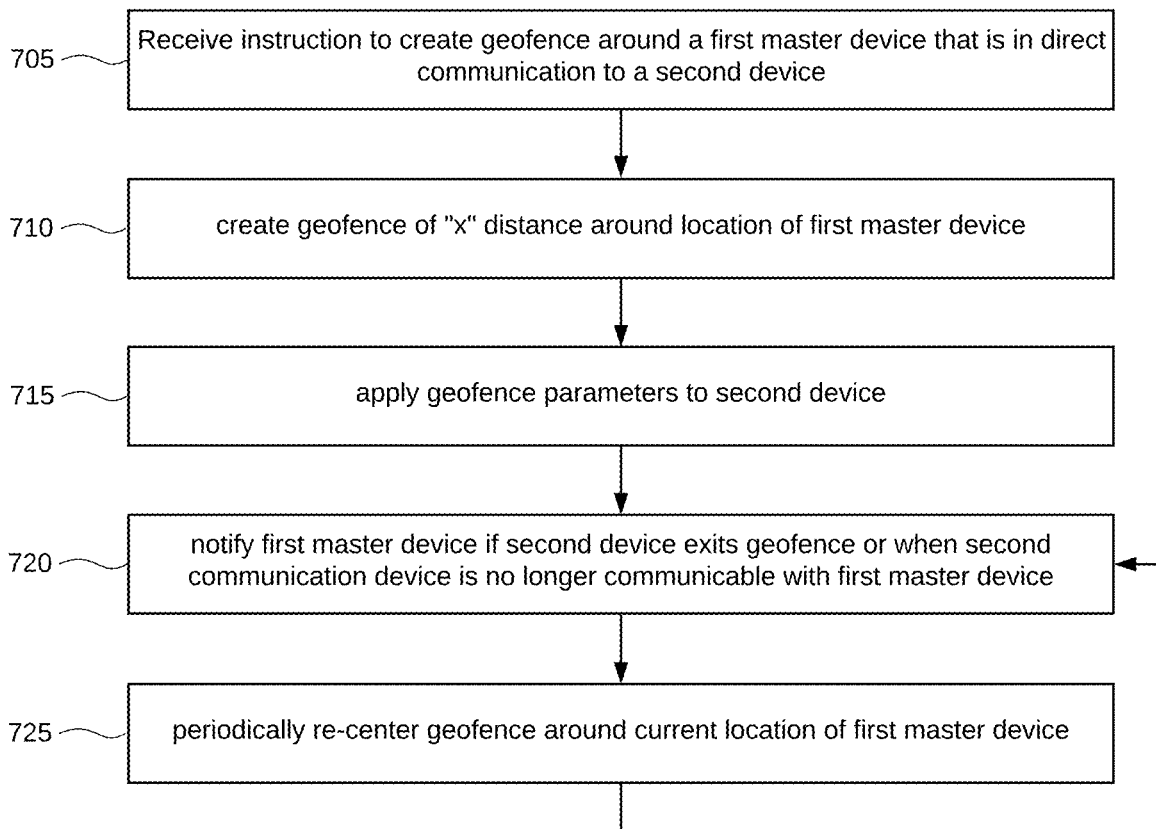 705
Receive instruction to create geofence around a first master device that is in direct
communication to a second device
710
create geofence of "x" distance around location of first master device
715
apply geofence parameters to second device
720
notify first master device if second device exits geofence or when second
communication device is no longer communicable with first master device
725
periodically re-center geofence around current location of first master device